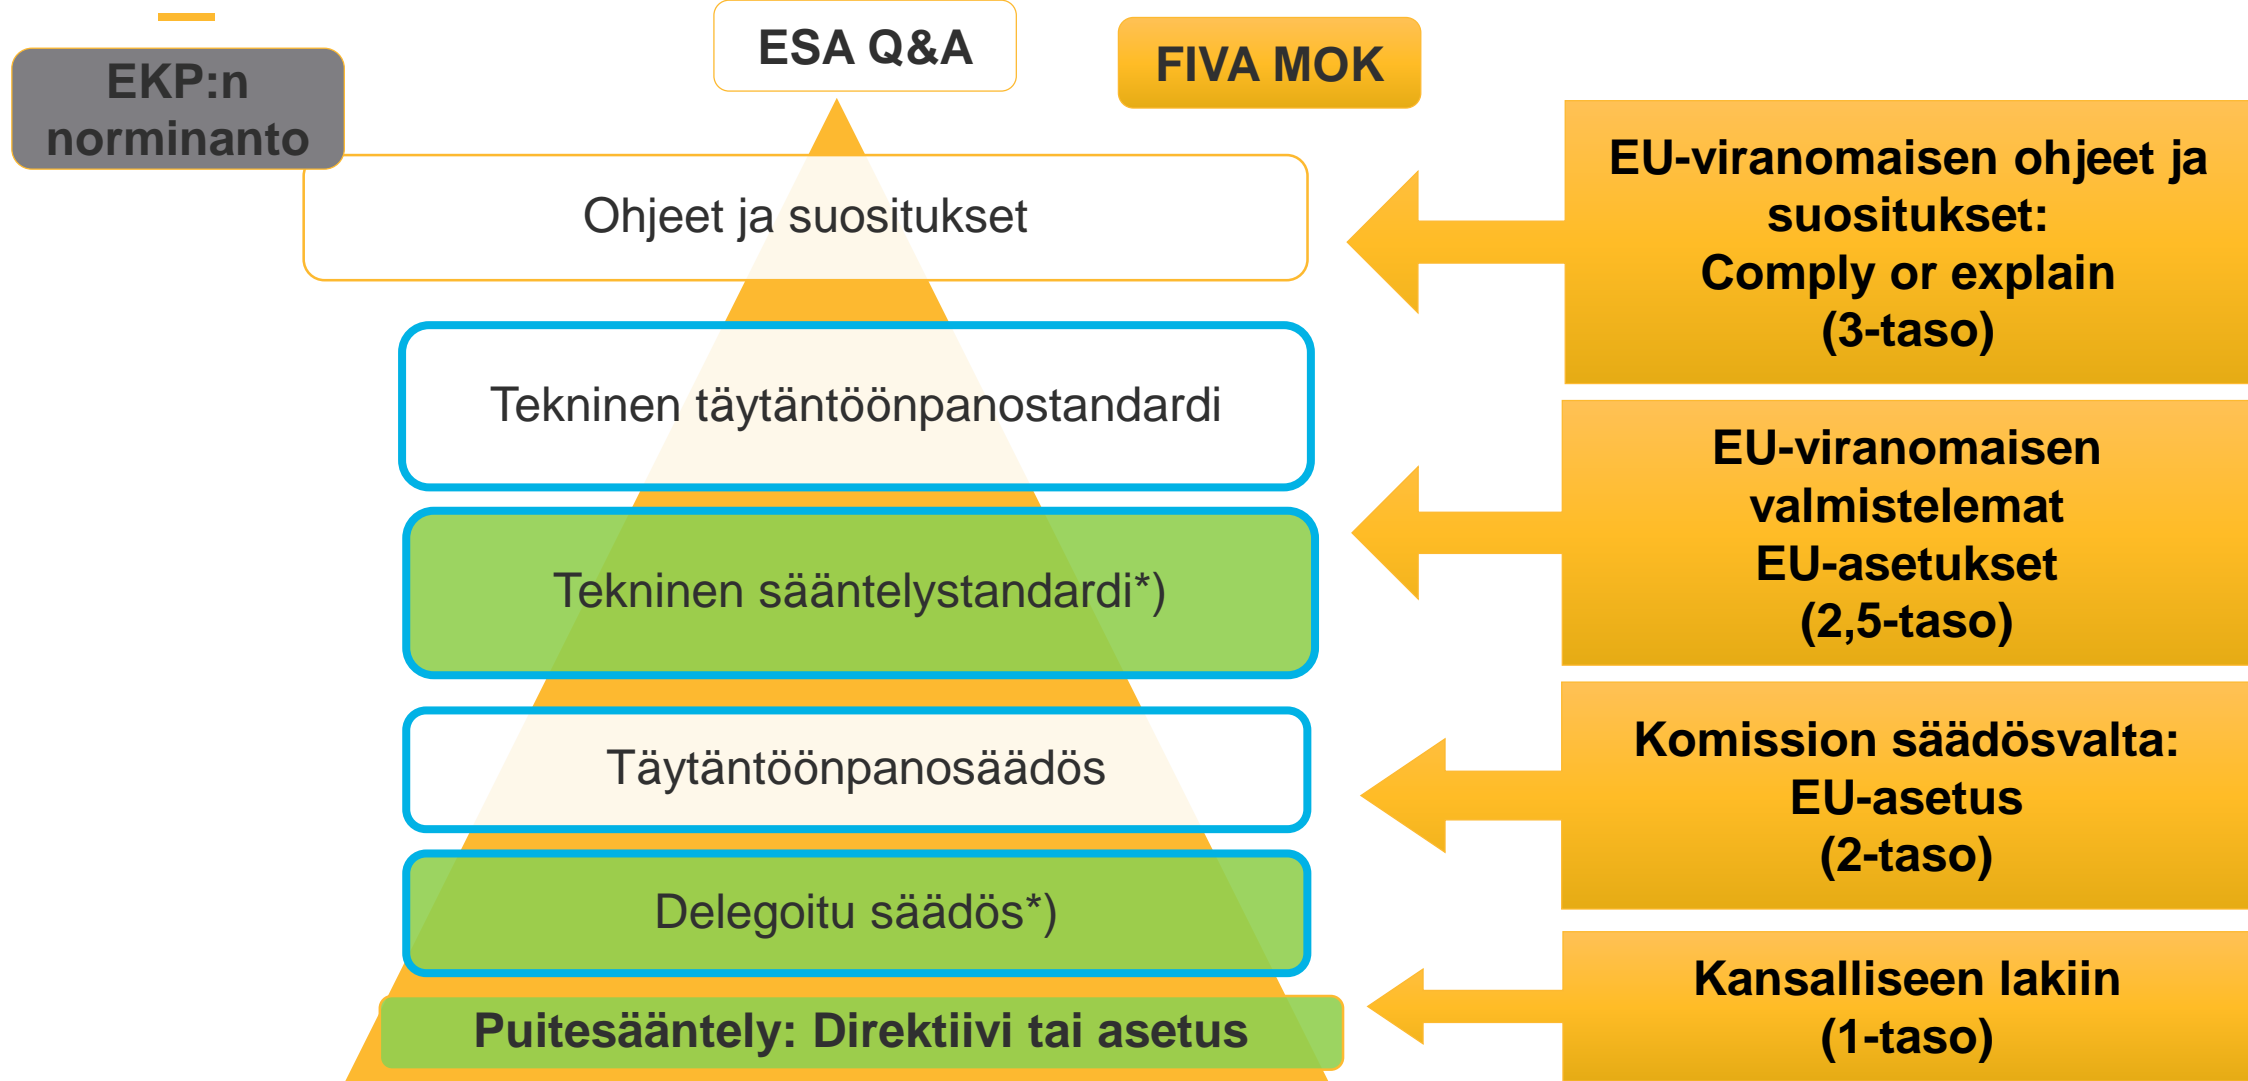 EKP:n
norminanto
ESA Q&A
FIVA MOK
Ohjeet ja suositukset
EU-viranomaisen ohjeet ja
suositukset:
Comply or explain
(3-taso)
Tekninen täytäntöönpanostandardi
Tekninen sääntelystandardi*)
EU-viranomaisen
valmistelemat
EU-asetukset
(2,5-taso)
Täytäntöönpanosäädös
Delegoitu säädös*)
Komission säädösvalta:
EU-asetus
(2-taso)
Puitesääntely: Direktiivi tai asetus
Kansalliseen lakiin
(1-taso)